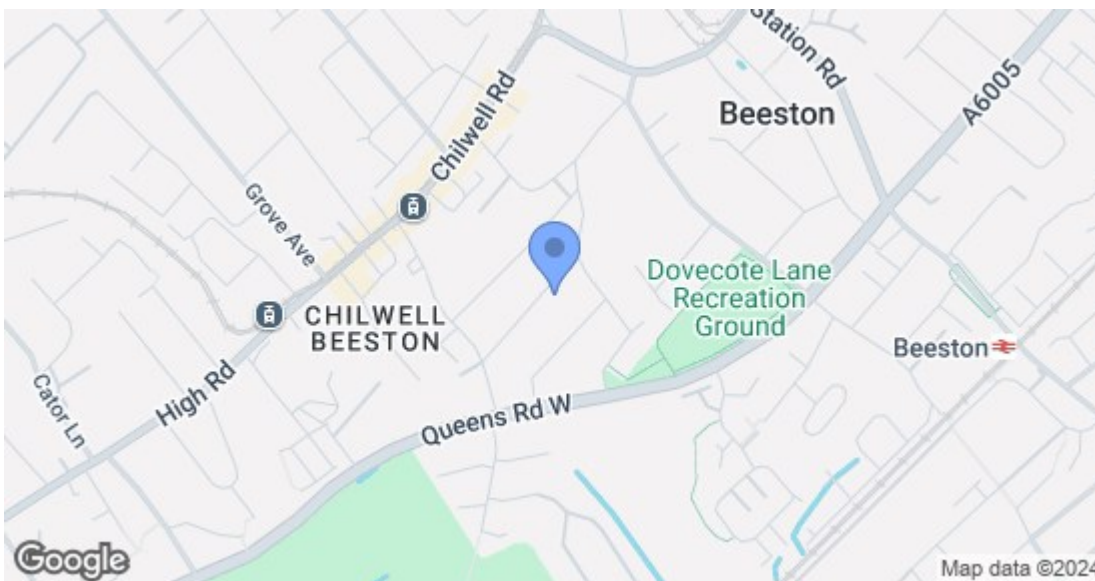 Station Rd
A6005
Beeston
Chilwell Rd
Grove Ave
Dovecote Lane
Recreation
Ground
CHILWELL
BEESTON
Beeston
High Rd
Cator Ln
Queens Rd W
Google
Map data ©2024